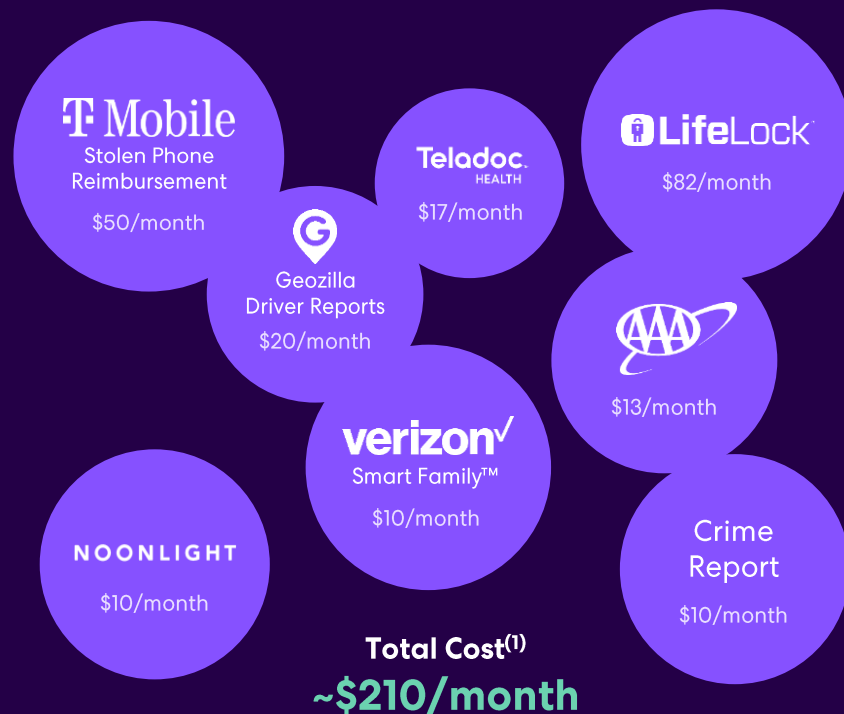 T Mobile
Stolen Phone
Reimbursement
$50/month
Teladoc
HEALTH
$17/month
LifeLock
$82/month
G
Geozilla
Driver Reports
$20/month
AAA
$13/month
verizon✓
Smart Family™
$10/month
NOONLIGHT
$10/month
Crime
Report
$10/month
Total Cost(1)
~$210/month